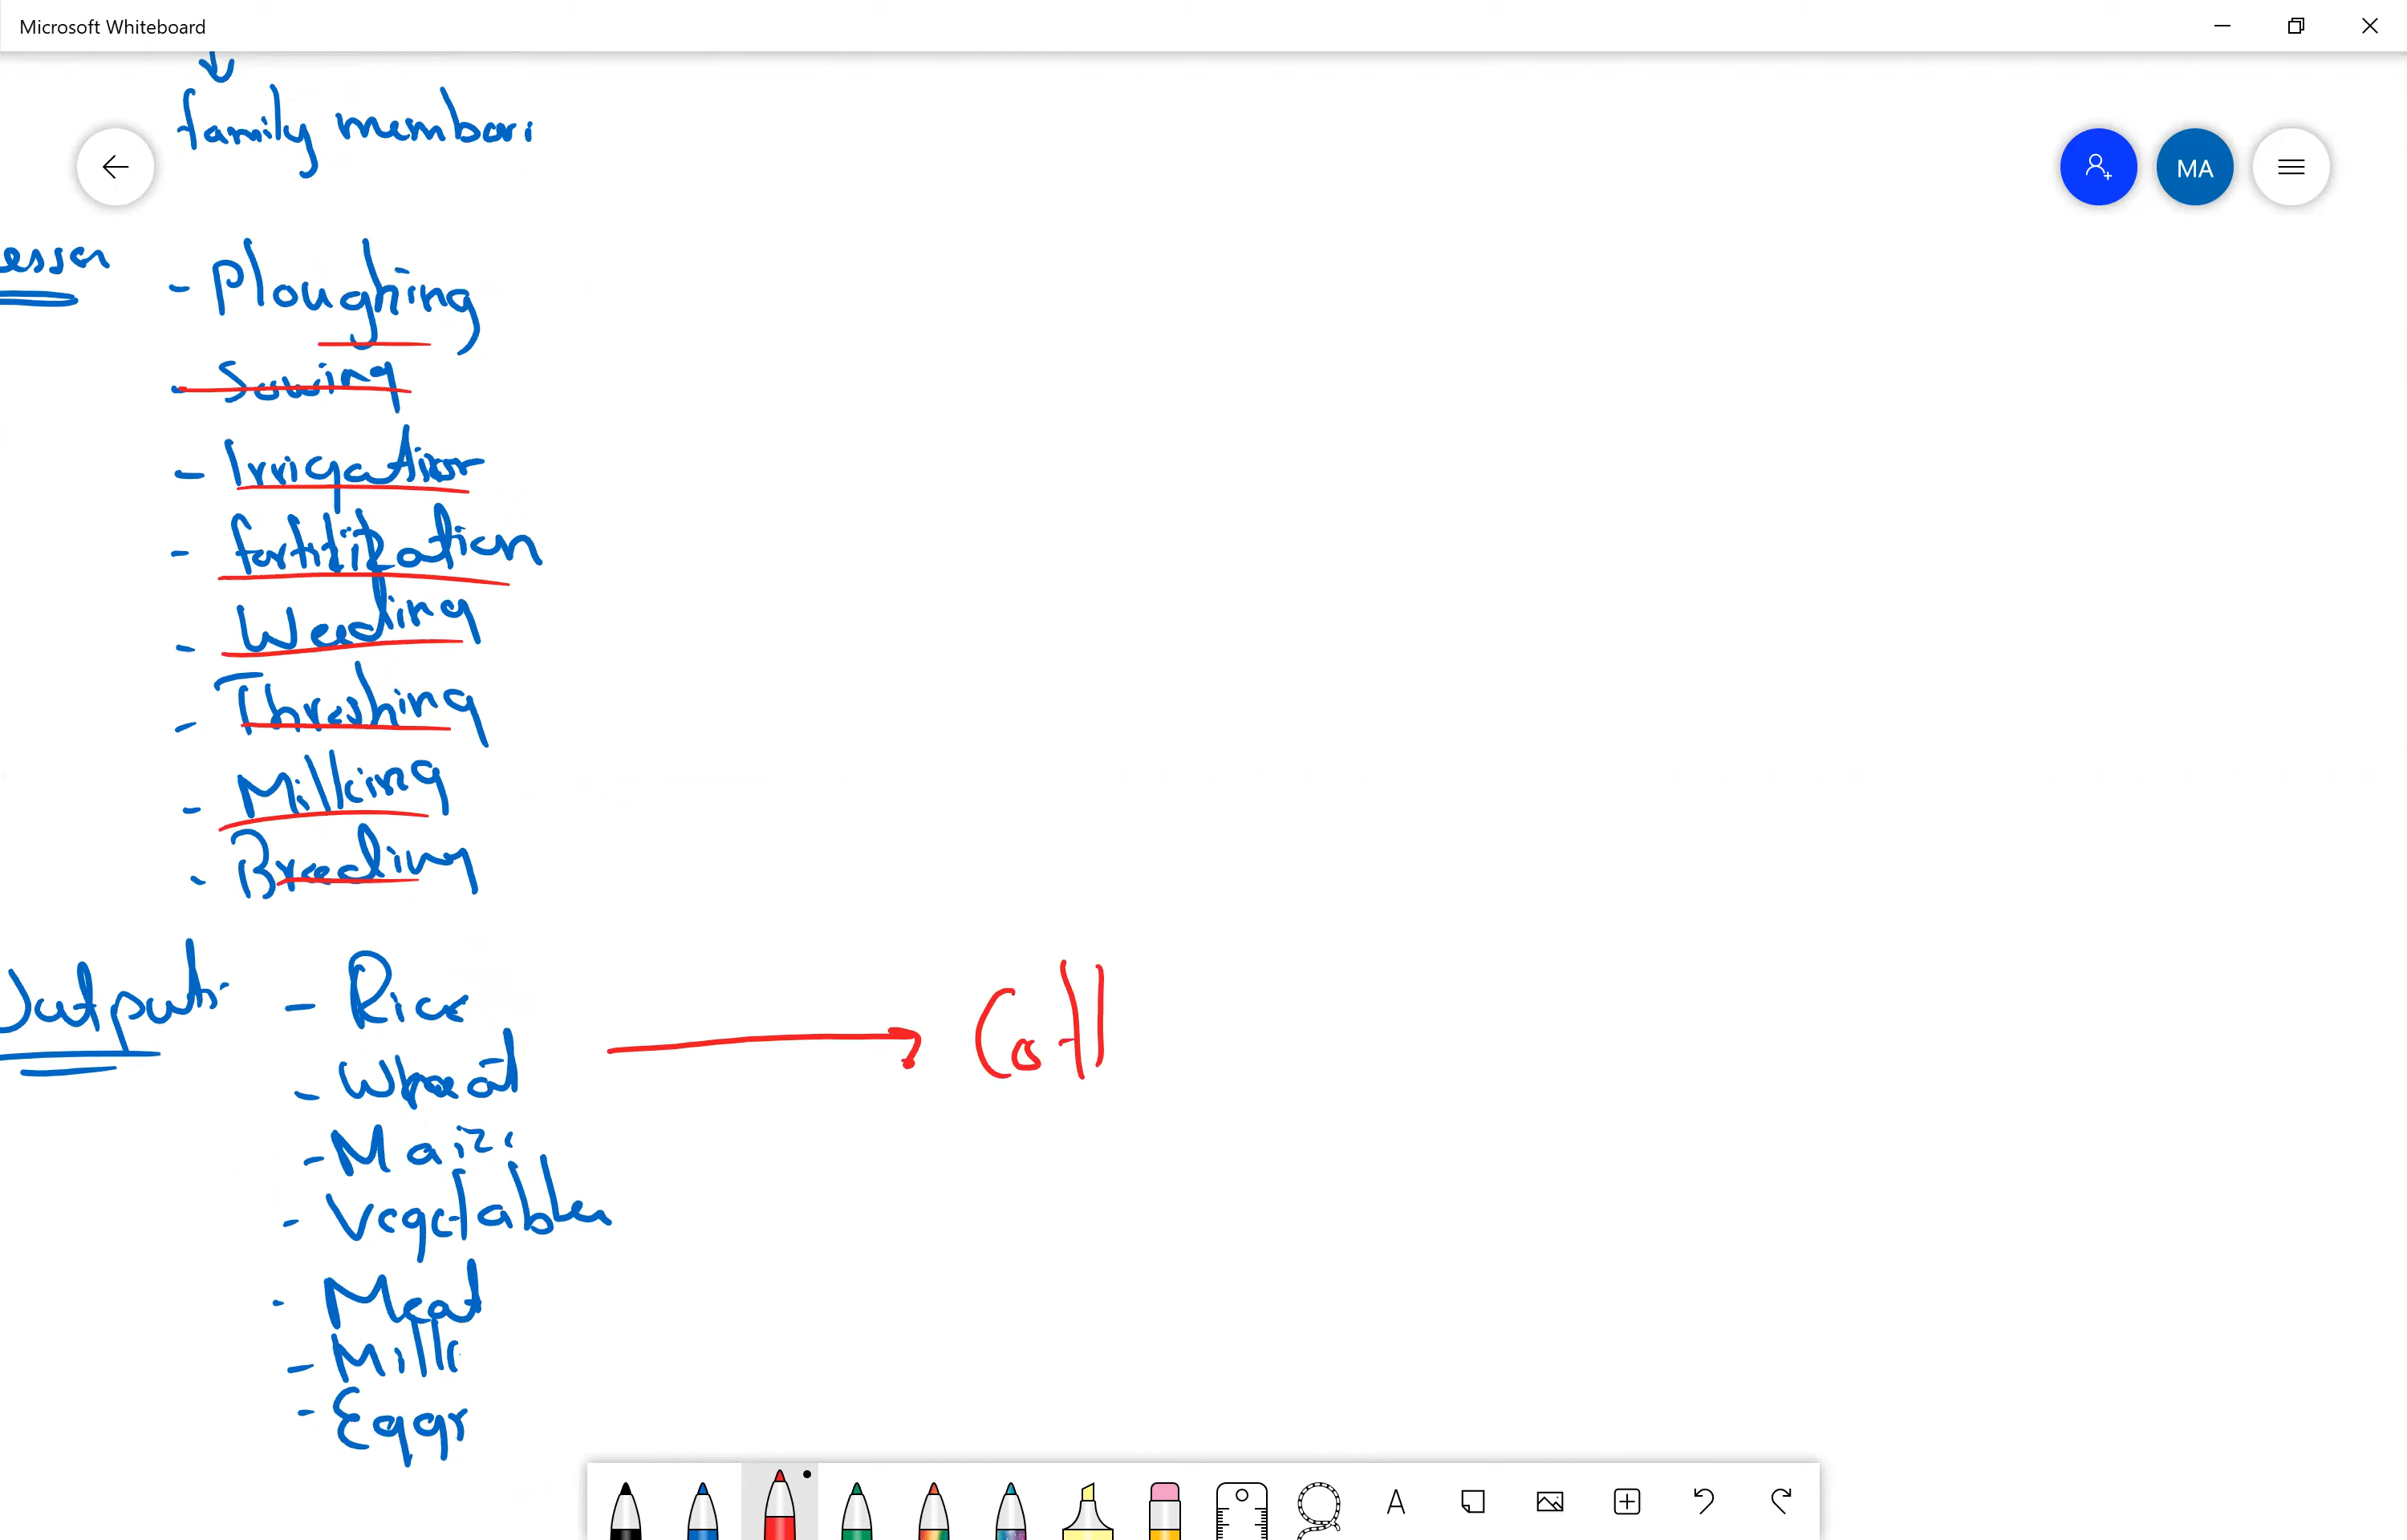 Microsoft Whiteboard
family members
MA
esses
- Ploughing
- Sowing
- Irrigation
- fertilization
- Weeding
- Threshing
- Milking
- Breeding
Outputs - Rice
- Wheat
- Maize
- Vegetables
- Meat
- Milk
- Eggs
A